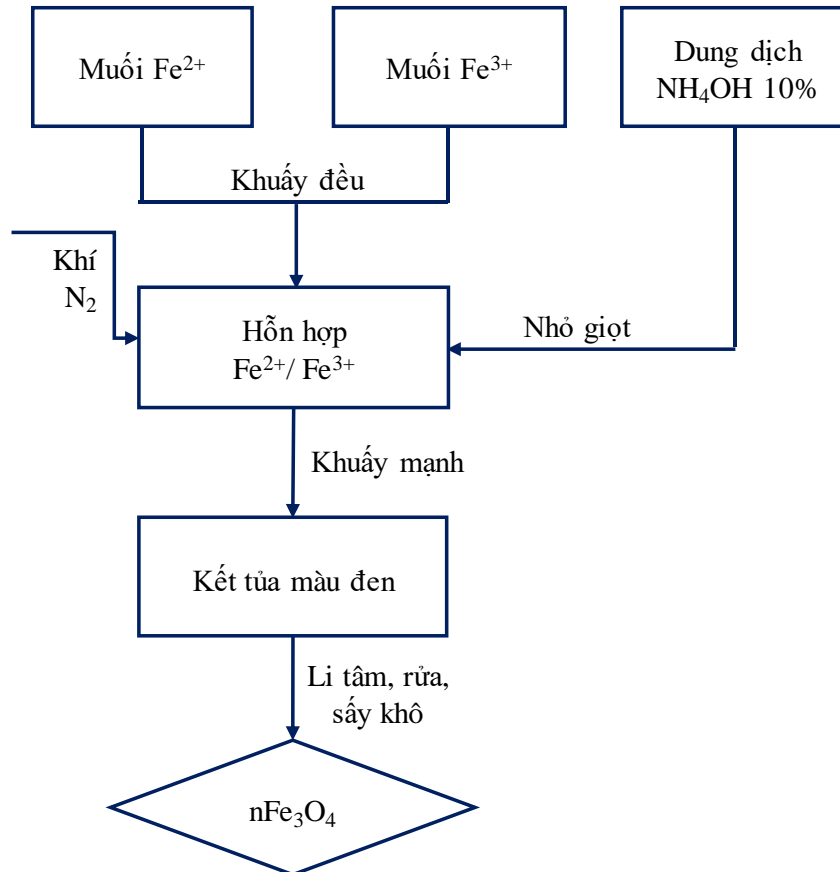 Muối Fe²⁺
Muối Fe³⁺
Dung dịch
NH₄OH 10%
Khuấy đều
Khí
N₂
Hỗn hợp
Fe²⁺/ Fe³⁺
Nhỏ giọt
Khuấy mạnh
Kết tủa màu đen
Li tâm, rửa,
sấy khô
nFe₃O₄